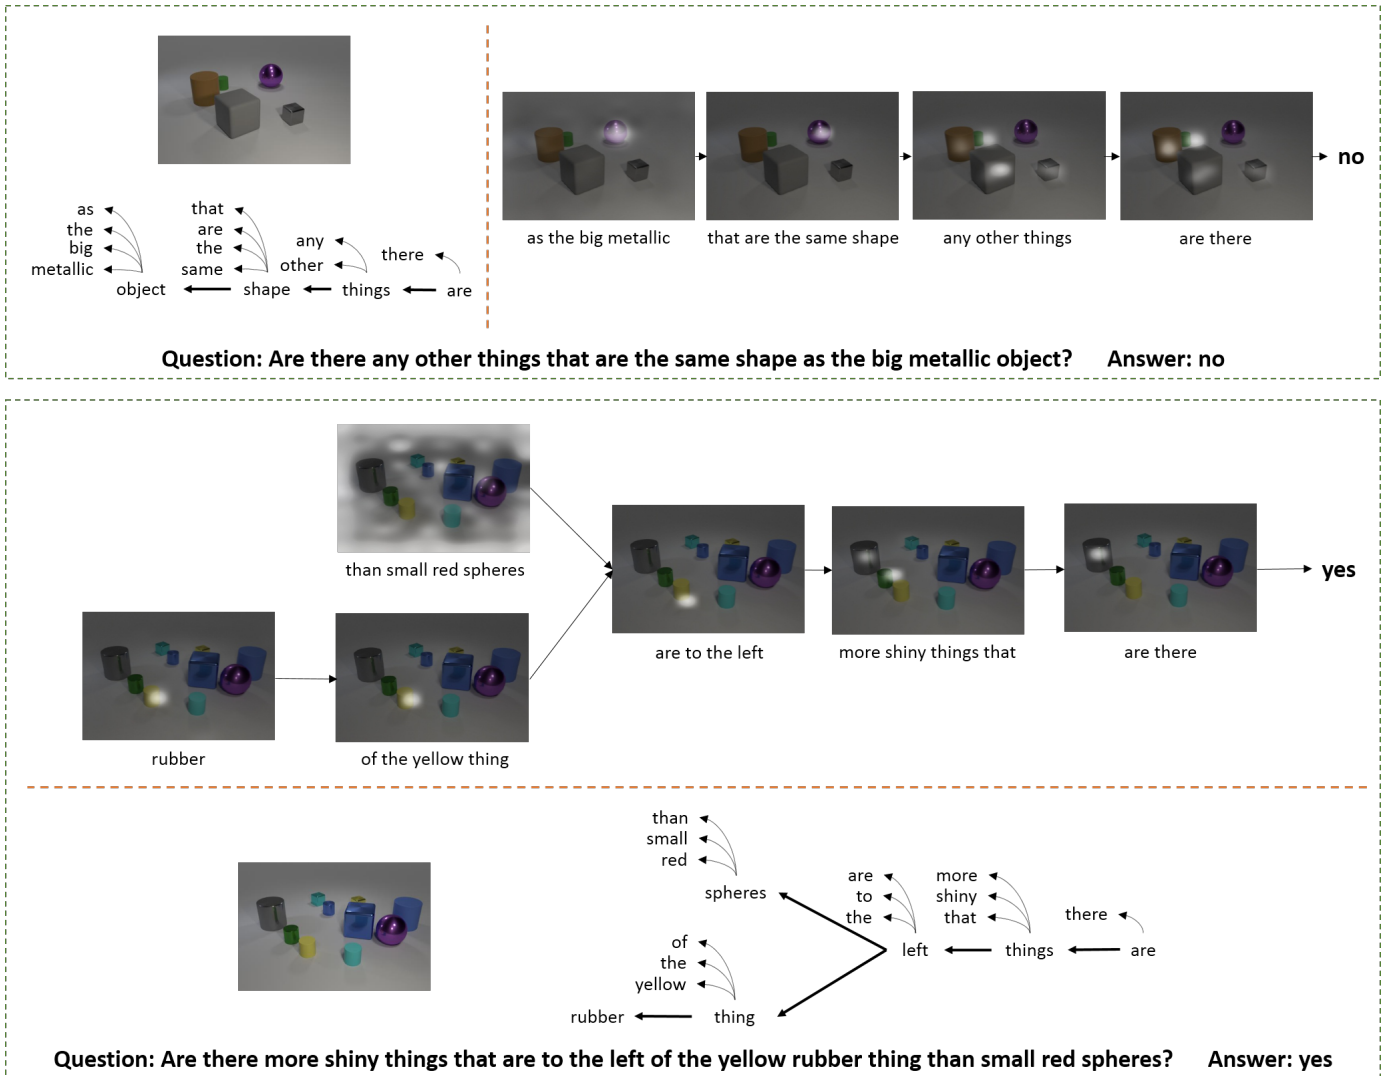 as
the
big
metallic
object
that
are
the
same
shape
any
other
things
there
are
as the big metallic
that are the same shape
any other things
are there
no
Question: Are there any other things that are the same shape as the big metallic object? Answer: no
than small red spheres
rubber
of the yellow thing
are to the left
more shiny things that
are there
yes
than
small
red
spheres
of
the
yellow
rubber
thing
are
to
the
left
more
shiny
that
things
there
are
Question: Are there more shiny things that are to the left of the yellow rubber thing than small red spheres? Answer: yes